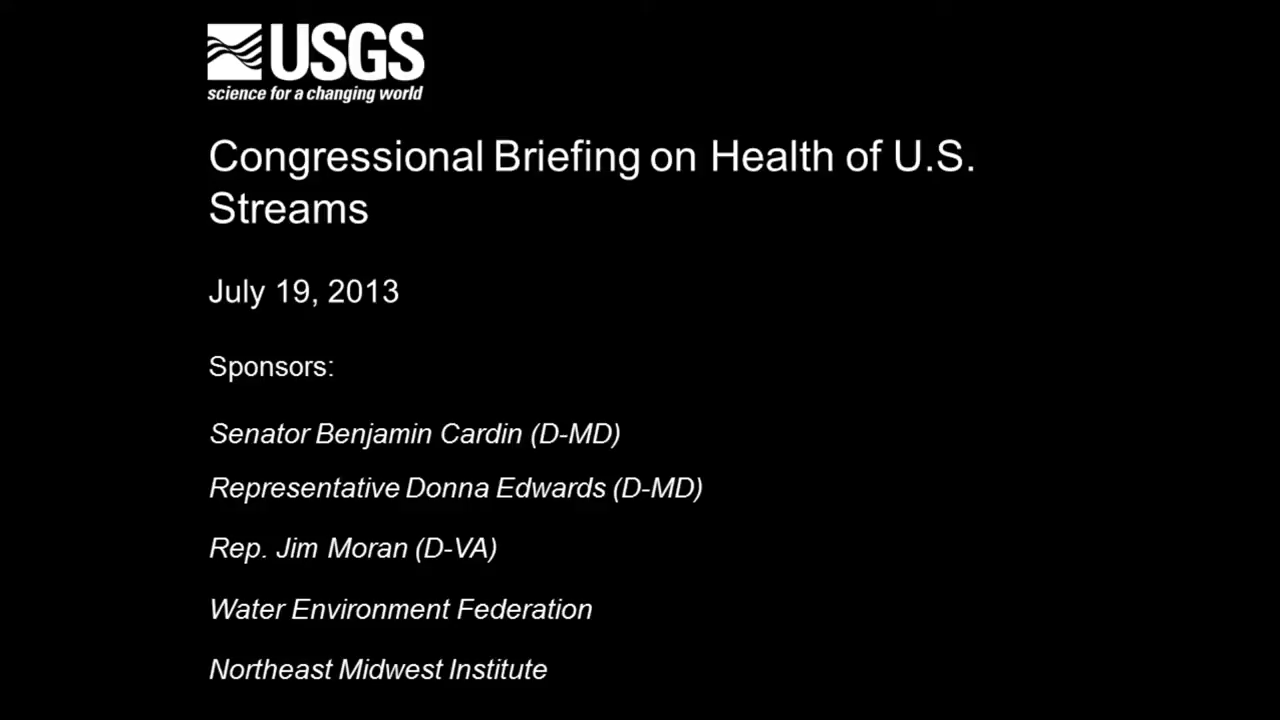 USGS
science for a changing world
Congressional Briefing on Health of U.S.
Streams
July 19, 2013
Sponsors:
Senator Benjamin Cardin (D-MD)
Representative Donna Edwards (D-MD)
Rep. Jim Moran (D-VA)
Water Environment Federation
Northeast Midwest Institute